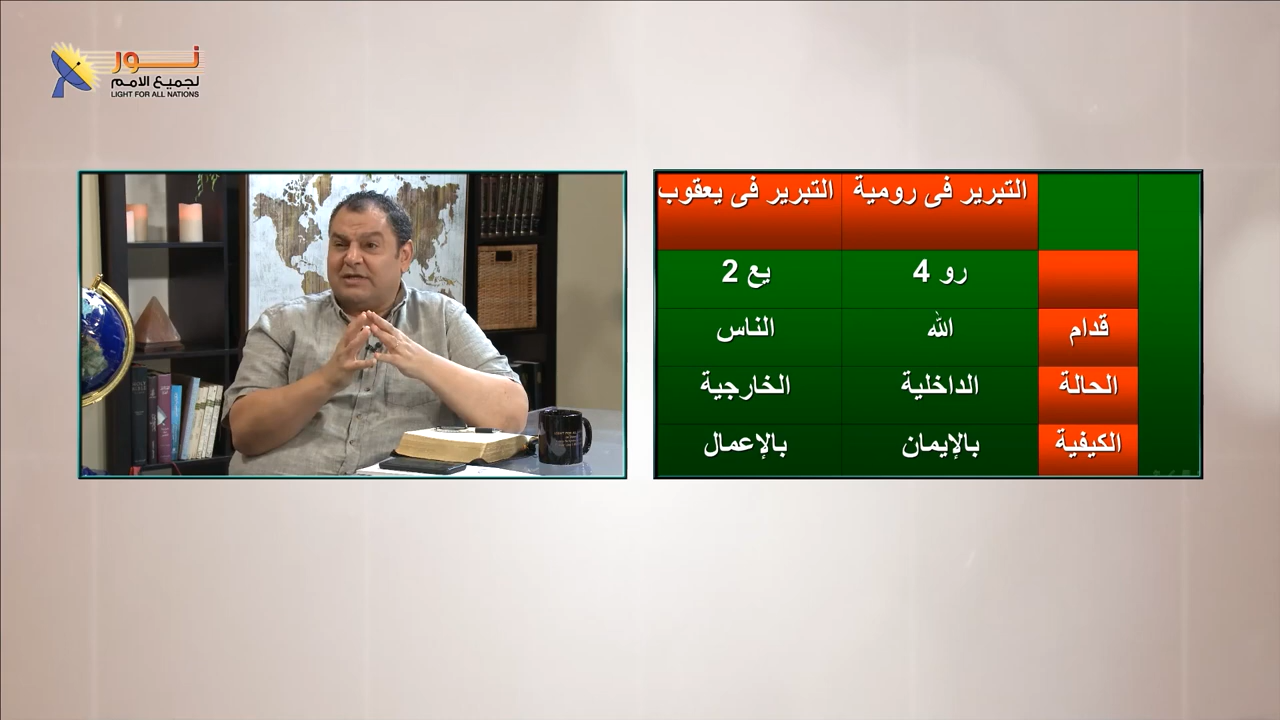 نور
لجميع الامم
LIGHT FOR ALL NATIONS
التبرير فى رومية التبرير فى يعقوب
رو 4 يع 2
قدام الله الناس
الحالة الداخلية الخارجية
الكيفية بالإيمان بالإعمال